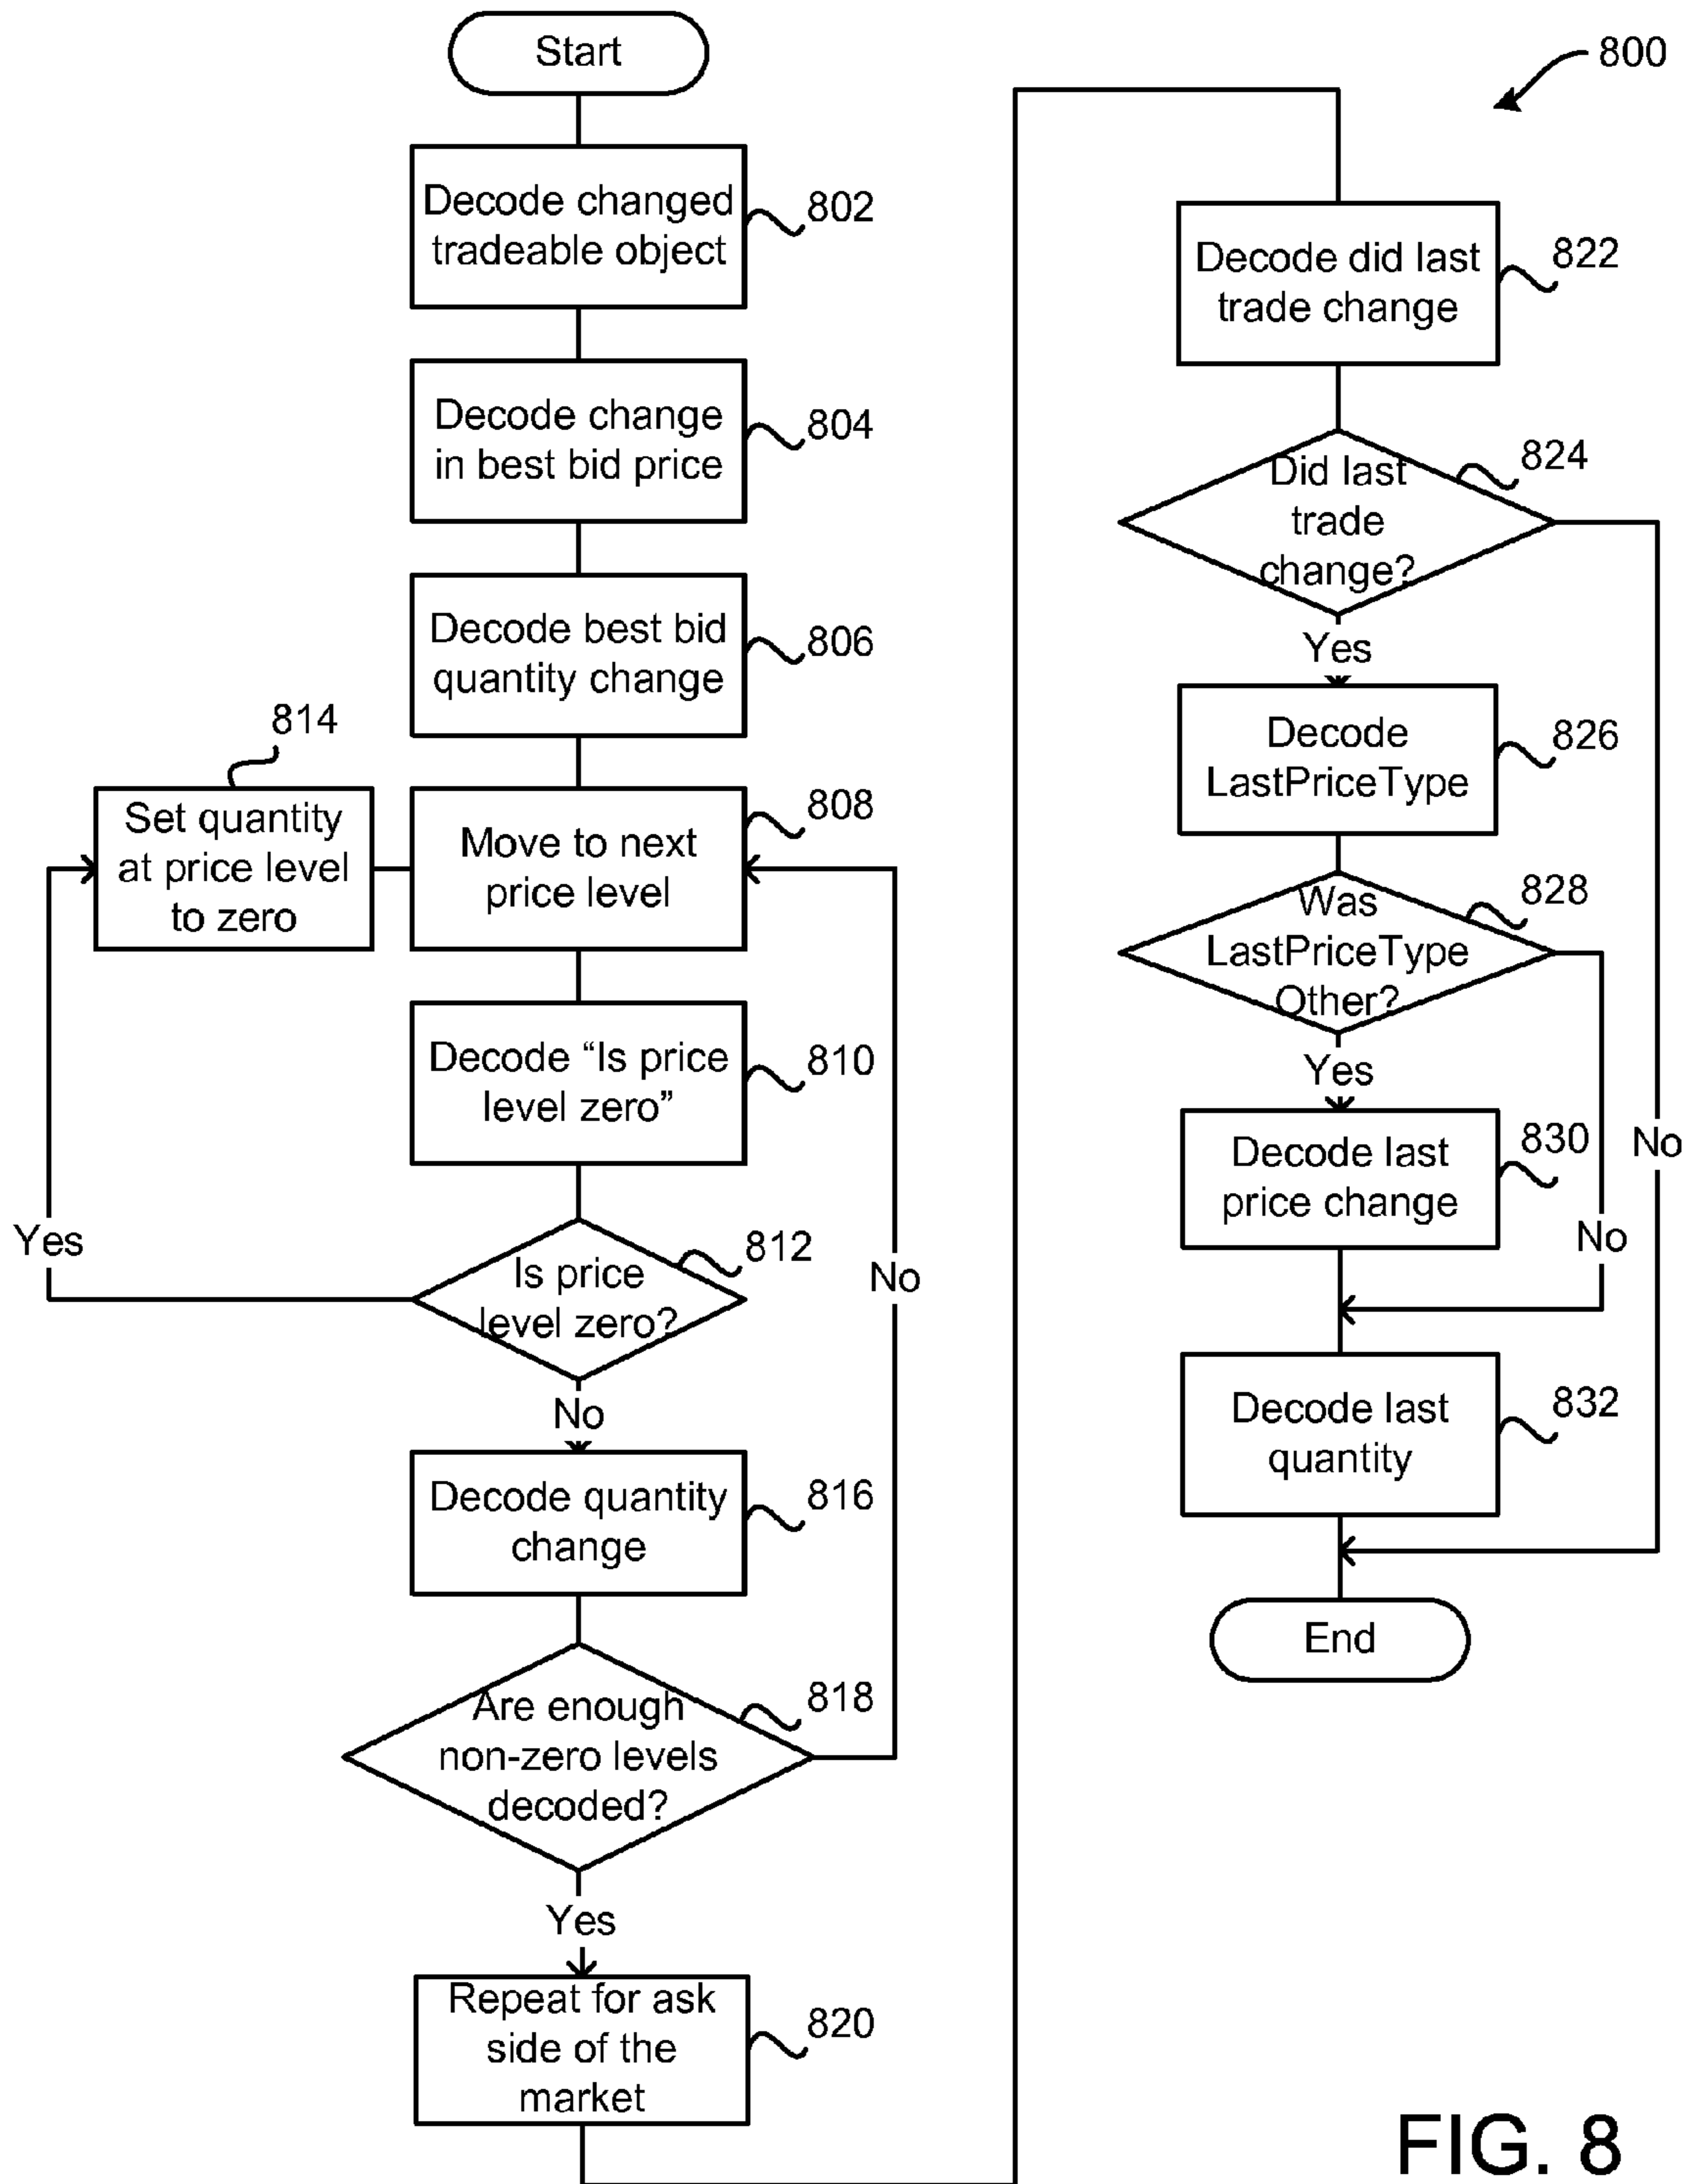 Start
Decode changed
tradeable object
802
Decode change
in best bid price
804
Decode best bid
quantity change
806
814
Set quantity
at price level
to zero
Move to next
price level
808
Decode “Is price
level zero”
810
Yes
Is price
level zero?
812
No
No
Decode quantity
change
816
Are enough
non-zero levels
decoded?
818
Yes
Repeat for ask
side of the
market
820
800
Decode did last
trade change
822
Did last
trade
change?
824
Yes
Decode
LastPriceType
826
Was
LastPriceType
Other?
828
Yes
Decode last
price change
830
No
No
Decode last
quantity
832
End
FIG. 8